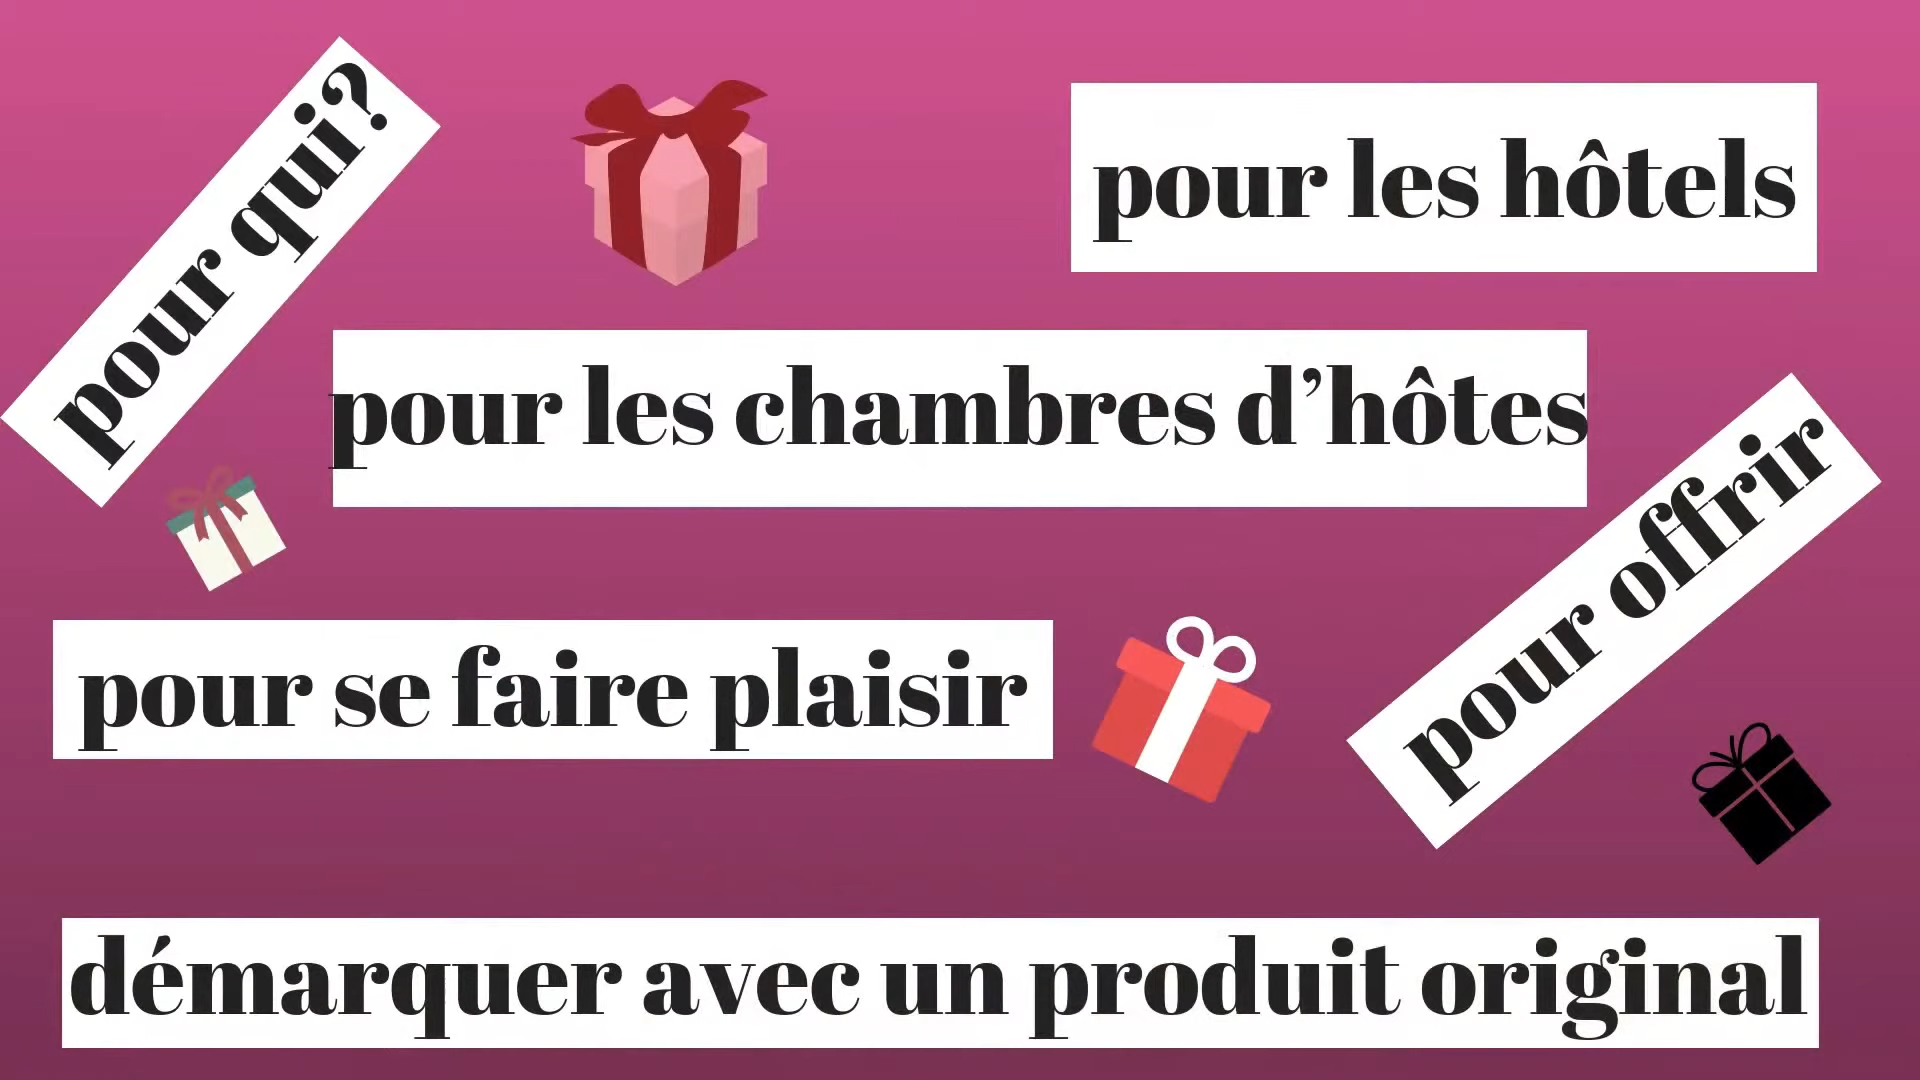 pour qui?
pour les hôtels
pour les chambres d’hôtes
pour offrir
pour se faire plaisir
démarquer avec un produit original